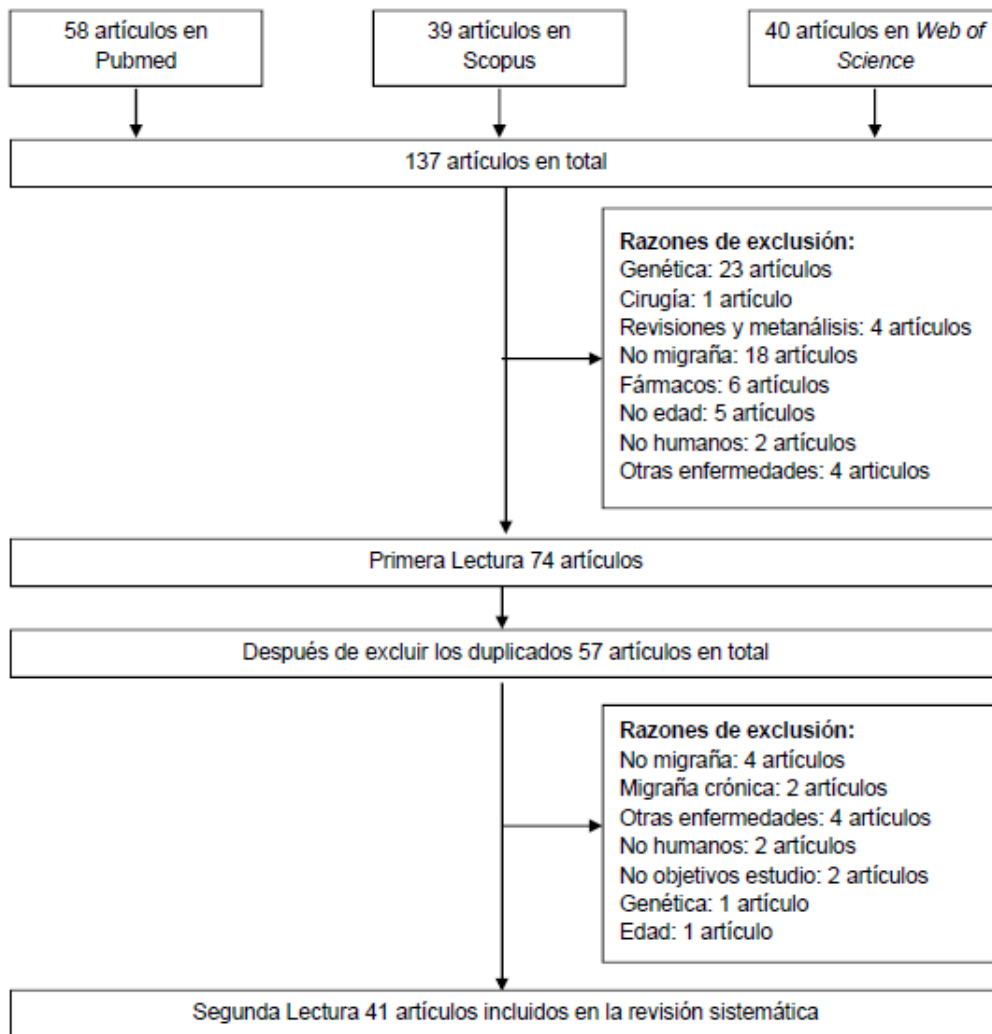 58 artículos en
Pubmed
39 artículos en
Scopus
40 artículos en Web of
Science
137 artículos en total
Razones de exclusión:
Genética: 23 artículos
Cirugía: 1 artículo
Revisiones y metanálisis: 4 artículos
No migraña: 18 artículos
Fármacos: 6 artículos
No edad: 5 artículos
No humanos: 2 artículos
Otras enfermedades: 4 articulos
Primera Lectura 74 artículos
Después de excluir los duplicados 57 artículos en total
Razones de exclusión:
No migraña: 4 artículos
Migraña crónica: 2 artículos
Otras enfermedades: 4 artículos
No humanos: 2 artículos
No objetivos estudio: 2 artículos
Genética: 1 artículo
Edad: 1 artículo
Segunda Lectura 41 artículos incluidos en la revisión sistemática